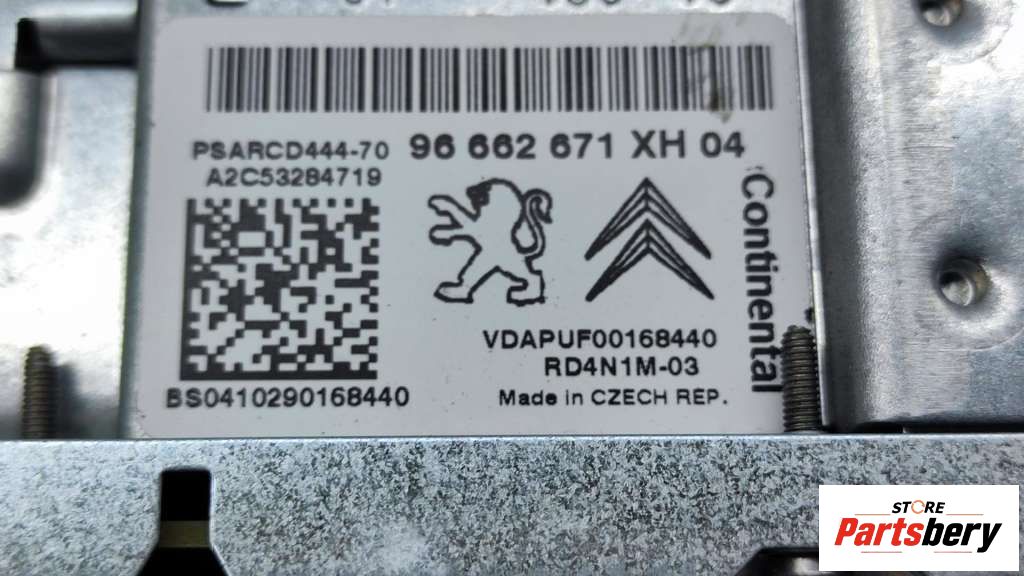 PSARCD444-70 96 662 671 XH 04
A2C53284719
Continental
VDAPUF00168440
RD4N1M-03
BS0410290168440
Made in CZECH REP.
STORE
Partsbery